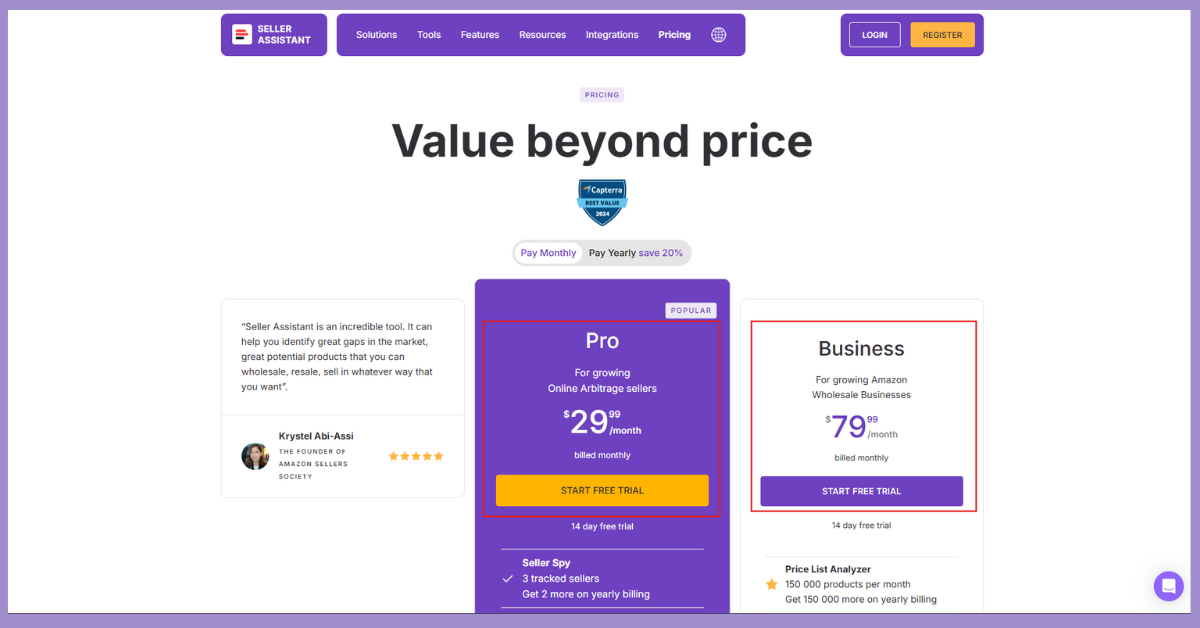 SELLER
ASSISTANT
Solutions
Tools
Features
Resources
Integrations
Pricing
LOGIN
REGISTER
PRICING
Value beyond price
Capterra
BEST VALUE
2024
Pay Monthly
Pay Yearly save 20%
"Seller Assistant is an incredible tool. It can
help you identify great gaps in the market,
great potential products that you can
wholesale, resale, sell in whatever way that
you want".
Krystel Abi-Assi
THE FOUNDER OF
AMAZON SELLERS
SOCIETY
POPULAR
Pro
For growing
Online Arbitrage sellers
$29 99 /month
billed monthly
START FREE TRIAL
14 day free trial
Seller Spy
3 tracked sellers
Get 2 more on yearly billing
Business
For growing Amazon
Wholesale Businesses
$79 99 /month
billed monthly
START FREE TRIAL
14 day free trial
Price List Analyzer
150 000 products per month
Get 150 000 more on yearly billing